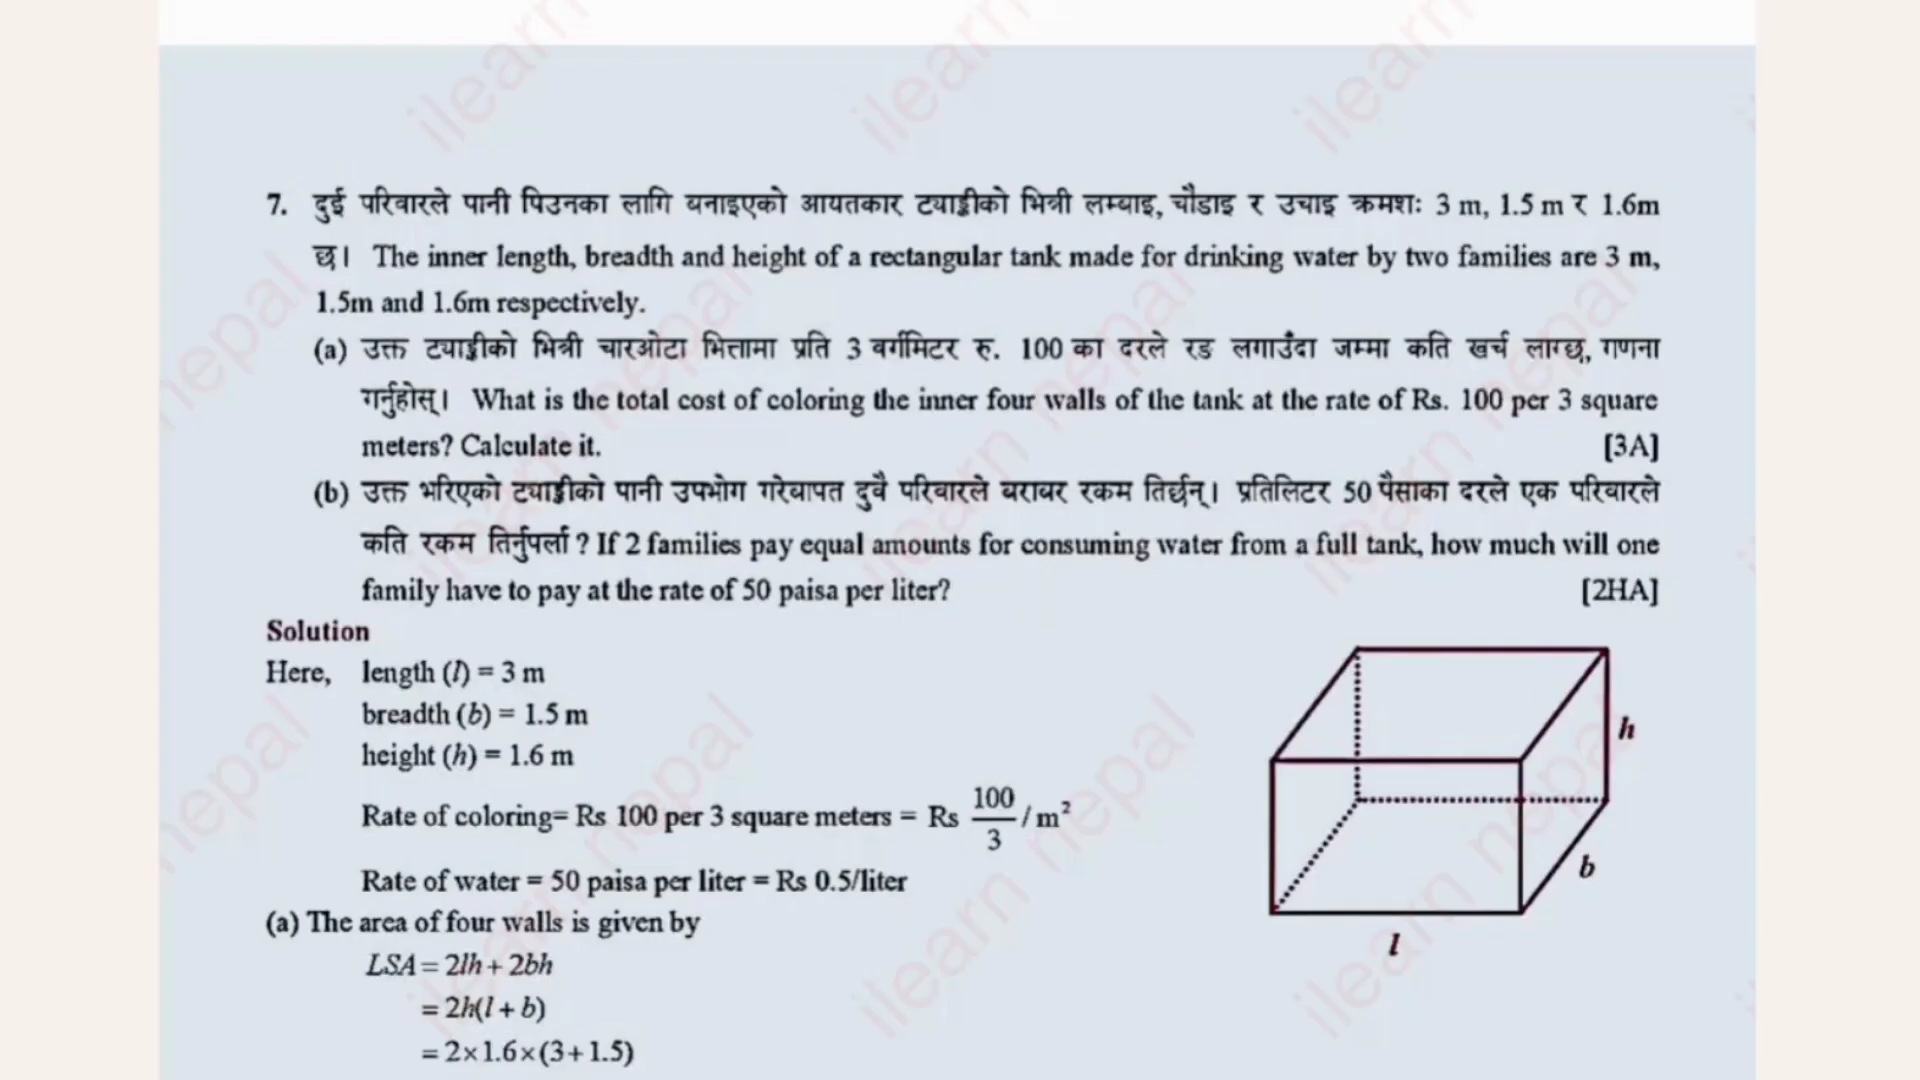 7. दुई परिवारले पानी पिउनका लागि बनाइएको आयतकार ट्याङ्कीको भित्री लम्बाइ, चौडाइ र उचाइ क्रमशः 3 m, 1.5 m र 1.6m
छ। The inner length, breadth and height of a rectangular tank made for drinking water by two families are 3 m,
1.5m and 1.6m respectively.
(a) उक्त ट्याङ्कीको भित्री चारओटा भित्तामा प्रति 3 वर्गमिटर रु. 100 का दरले रङ लगाउँदा जम्मा कति खर्च लाग्छ, गणना
गर्नुहोस्। What is the total cost of coloring the inner four walls of the tank at the rate of Rs. 100 per 3 square
meters? Calculate it. [3A]
(b) उक्त भरिएको ट्याङ्कीको पानी उपभोग गरेबापत दुवै परिवारले बराबर रकम तिर्छन्। प्रतिलिटर 50 पैसाका दरले एक परिवारले
कति रकम तिर्नुपर्ला ? If 2 families pay equal amounts for consuming water from a full tank, how much will one
family have to pay at the rate of 50 paisa per liter? [2HA]
Solution
Here, length (l) = 3 m
breadth (b) = 1.5 m
height (h) = 1.6 m
Rate of coloring= Rs 100 per 3 square meters = Rs 100/3 / m²
Rate of water = 50 paisa per liter = Rs 0.5/liter
(a) The area of four walls is given by
LSA = 2lh + 2bh
= 2h(l + b)
= 2×1.6×(3+1.5)
h
b
l
ilearn nepal